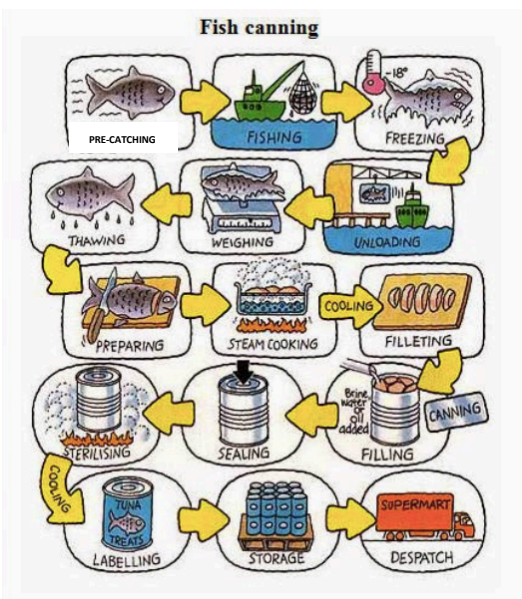 Fish canning
PRE-CATCHING
FISHING
-18°
FREEZING
UNLOADING
WEIGHING
THAWING
PREPARING
STEAM COOKING
COOLING
FILLETING
CANNING
Brine,
water
or
oil
added
FILLING
SEALING
STERILISING
COOLING
TUNA
TREATS
LABELLING
STORAGE
SUPERMART
DESPATCH